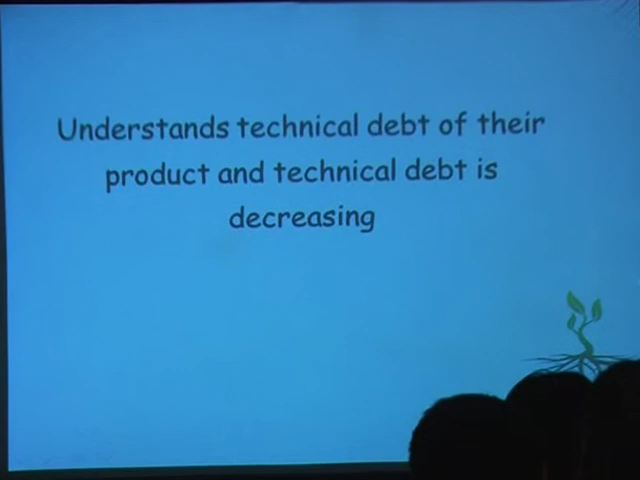 Understands technical debt of their
product and technical debt is
decreasing